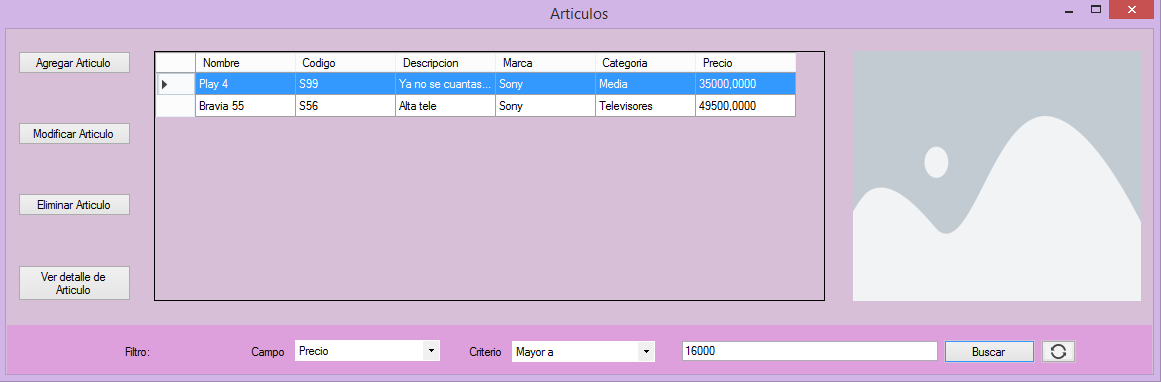 Articulos
Agregar Articulo
Modificar Articulo
Eliminar Articulo
Ver detalle de
Articulo
Nombre Codigo Descripcion Marca Categoria Precio
Play 4 S99 Ya no se cuantas... Sony Media 35000,0000
Bravia 55 S56 Alta tele Sony Televisores 49500,0000
Filtro: Campo Precio Criterio Mayor a 16000 Buscar